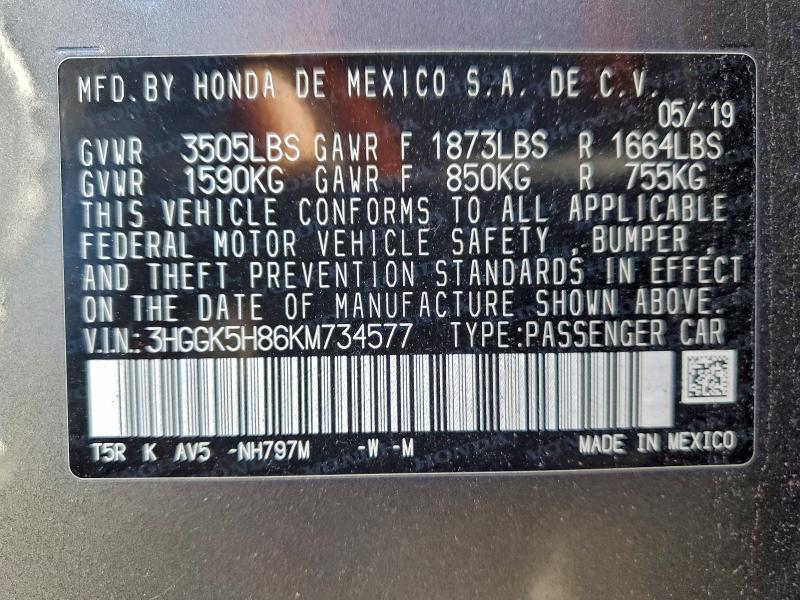 MFD. BY HONDA DE MEXICO S.A. DE C.V.
05/'19
GVWR 3505LBS GAWR F 1873LBS R 1664LBS
GVWR 1590KG GAWR F 850KG R 755KG
THIS VEHICLE CONFORMS TO ALL APPLICABLE
FEDERAL MOTOR VEHICLE SAFETY , BUMPER ,
AND THEFT PREVENTION STANDARDS IN EFFECT
ON THE DATE OF MANUFACTURE SHOWN ABOVE.
V.I.N.: 3HGGK5H86KM734577 TYPE:PASSENGER CAR
T5R K AV5 -NH797M -W -M MADE IN MEXICO